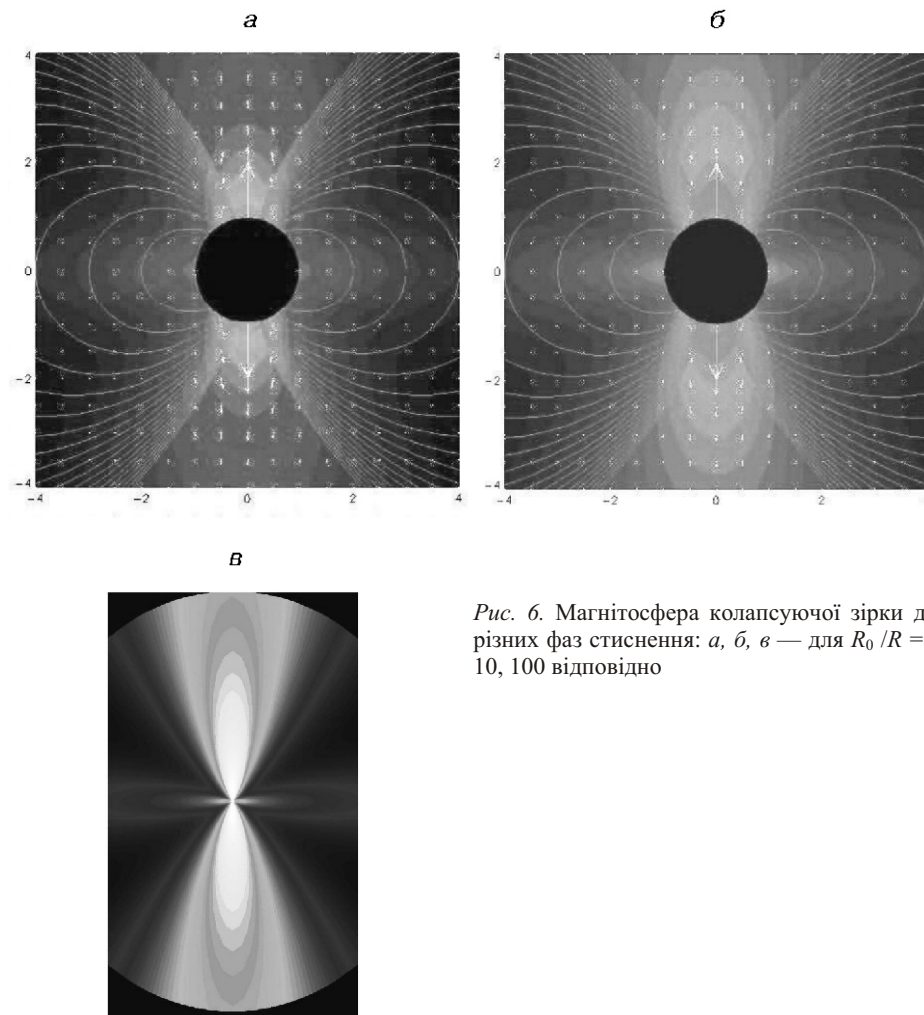 а б
4 4
2 2
0 0
−2 −2
−4 −4
−4 −2 0 2 4 −4 −2 0 2
в
Рис. 6. Магнітосфера колапсуючої зірки
різних фаз стиснення: а, б, в — для R₀ /R =
10, 100 відповідно